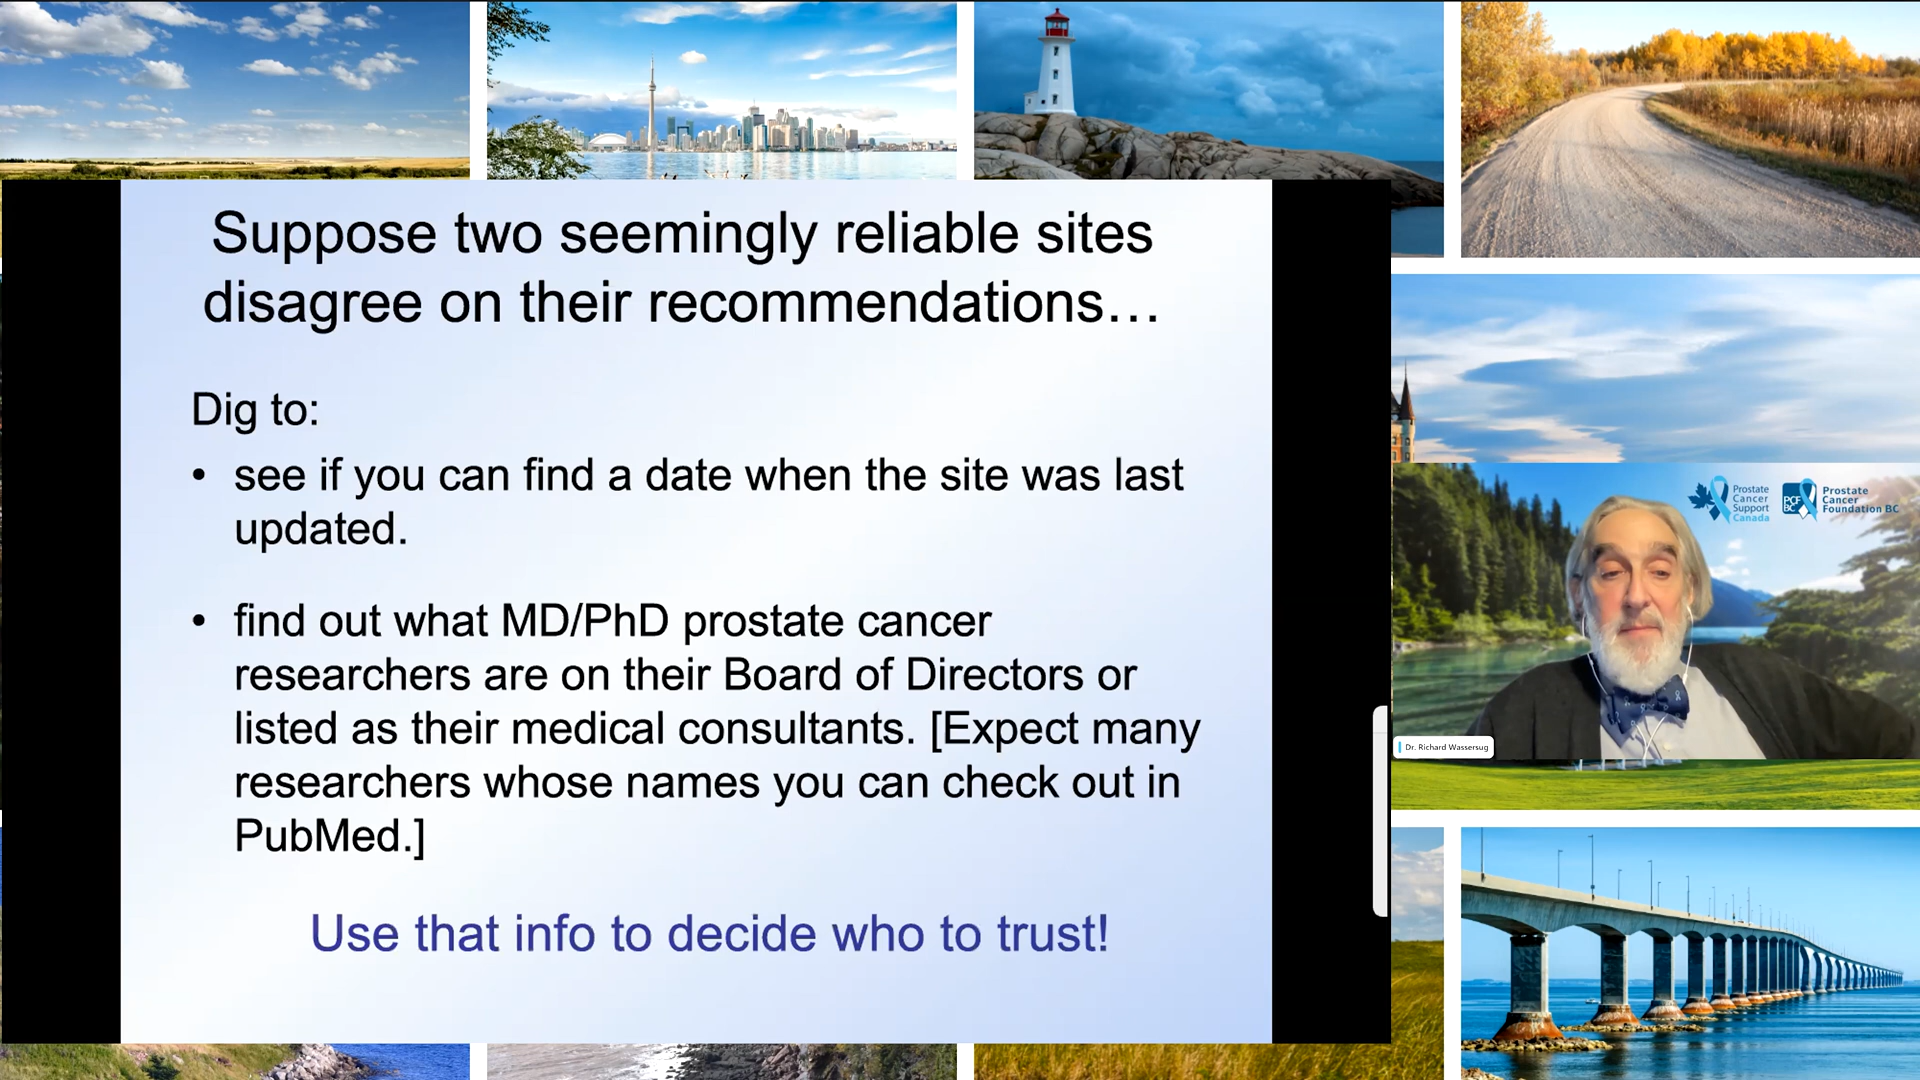 Suppose two seemingly reliable sites
disagree on their recommendations…
Dig to:
• see if you can find a date when the site was last
updated.
• find out what MD/PhD prostate cancer
researchers are on their Board of Directors or
listed as their medical consultants. [Expect many
researchers whose names you can check out in
PubMed.]
Use that info to decide who to trust!
Prostate
Cancer
Support
Canada
PCF
BC
Prostate
Cancer
Foundation BC
Dr. Richard Wassersug